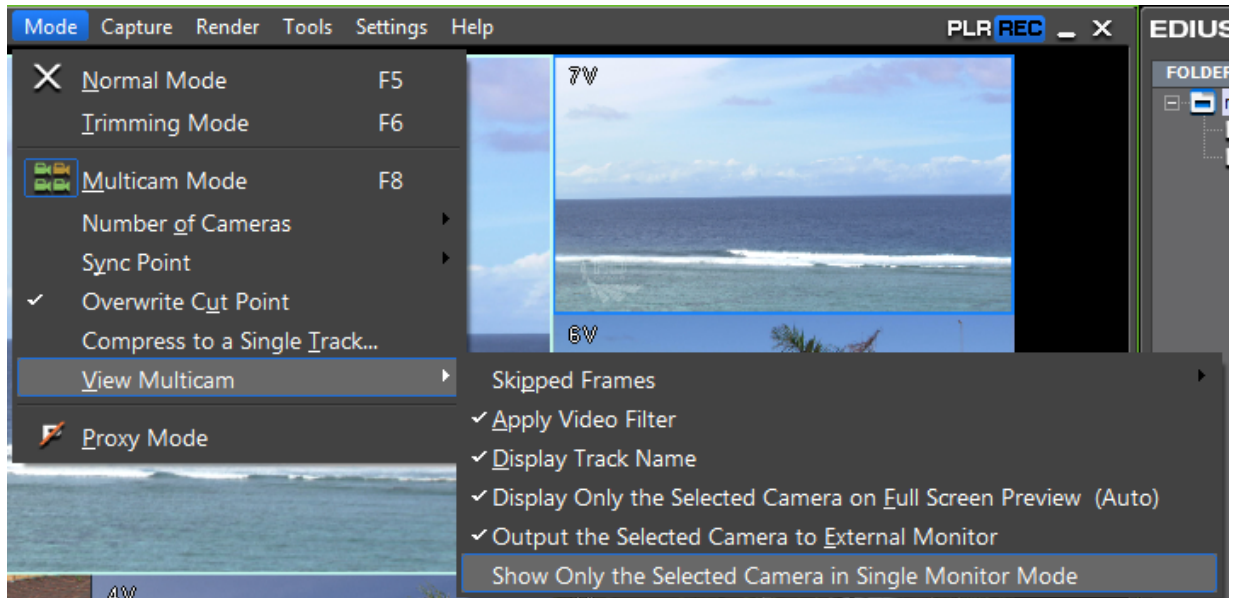 Mode Capture Render Tools Settings Help PLR REC EDIUS
7V
FOLDER
Normal Mode F5
Trimming Mode F6
Multicam Mode F8
Number of Cameras
Sync Point
Overwrite Cut Point
Compress to a Single Track...
6V
View Multicam
Skipped Frames
Apply Video Filter
Proxy Mode
Display Track Name
Display Only the Selected Camera on Full Screen Preview (Auto)
Output the Selected Camera to External Monitor
Show Only the Selected Camera in Single Monitor Mode
4V